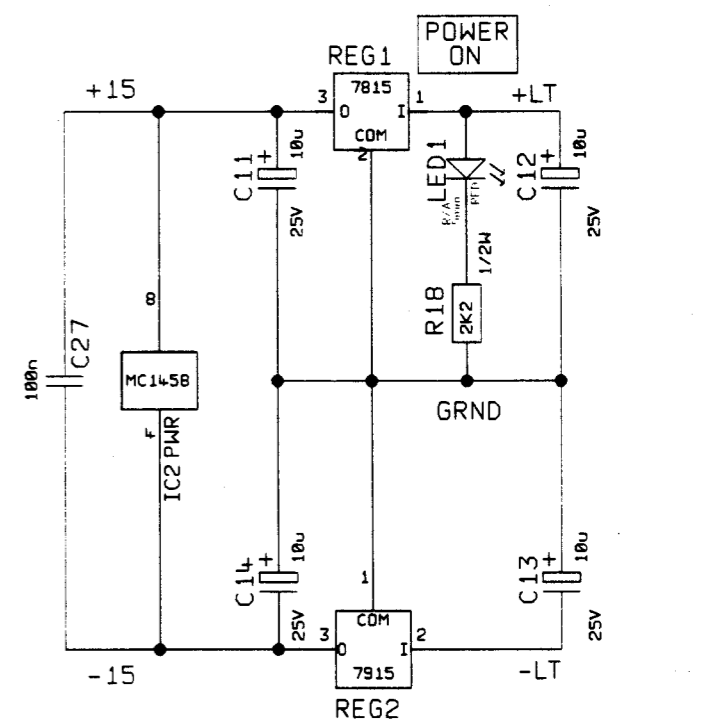 POWER
ON
REG1
7815
+15
3
O
I
1
+LT
COM
2
C11
+
10u
25V
LED1
R/A
RED
C12
+
10u
25V
1/2W
8
R18
2K2
C27
100n
MC1458
GRND
4
IC2 PWR
C14
+
10u
25V
1
C13
+
10u
25V
COM
3
O
I
2
-15
7915
-LT
REG2